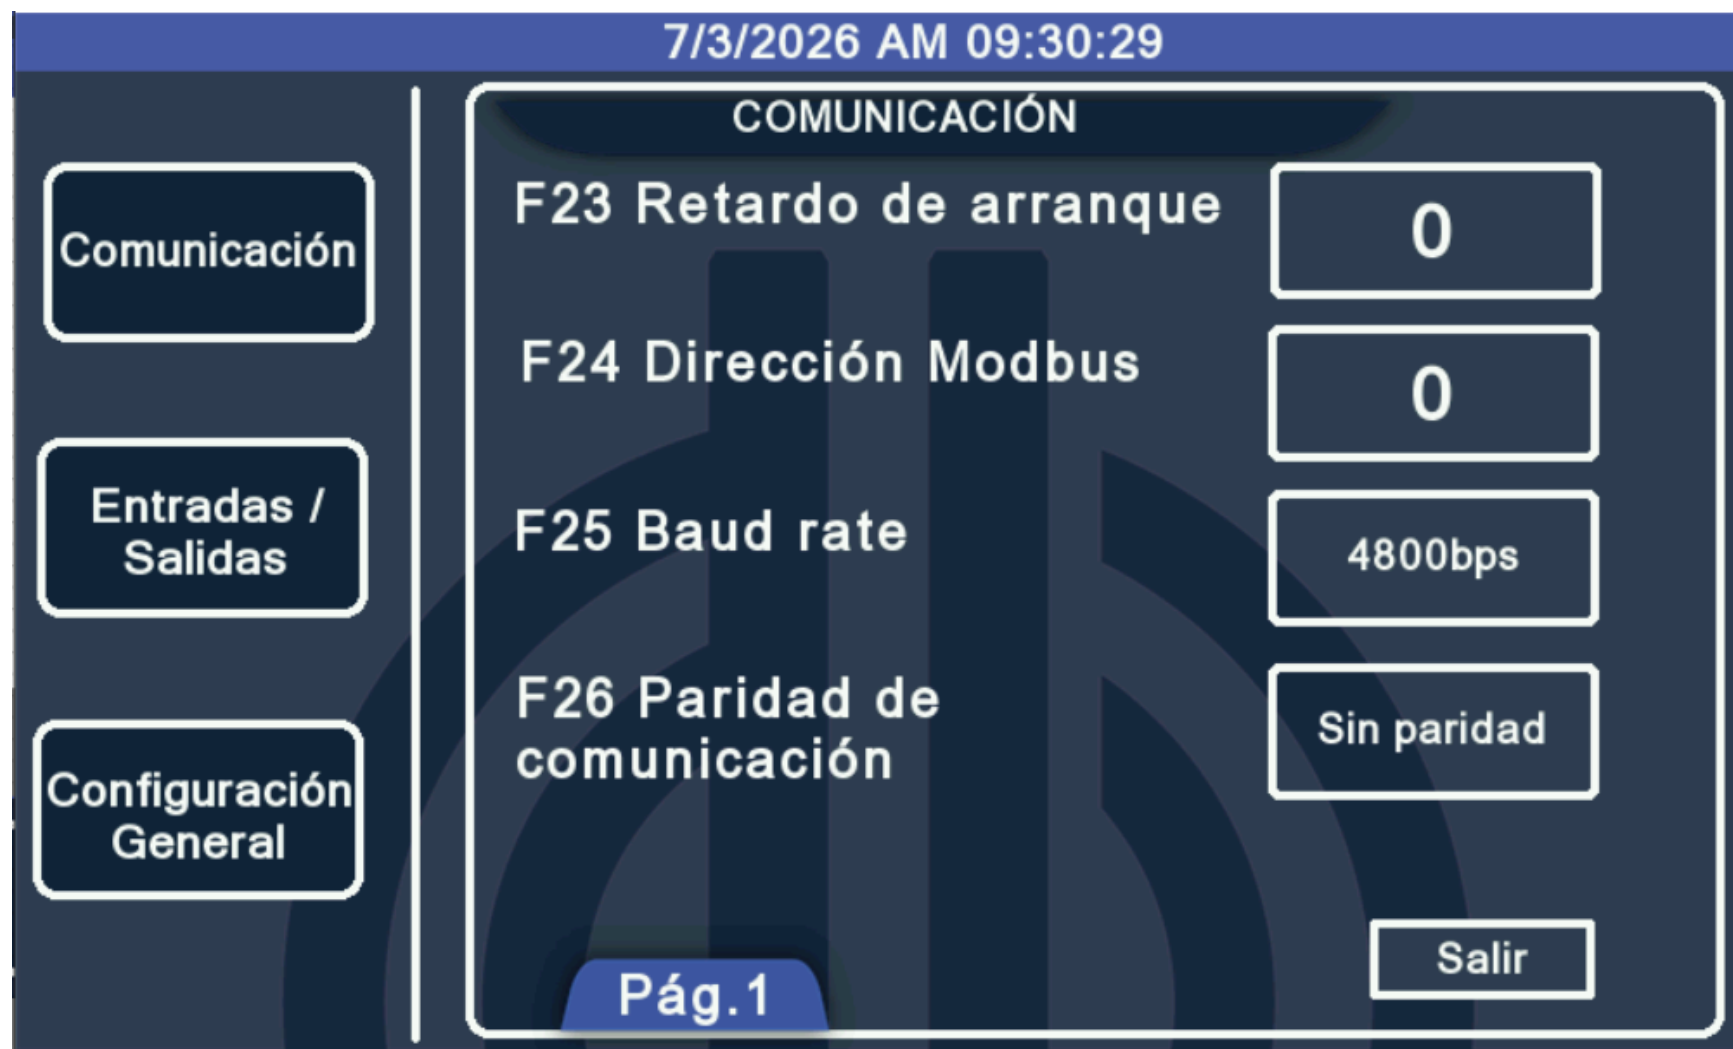 7/3/2026 AM 09:30:29
Comunicación
Entradas /
Salidas
Configuración
General
COMUNICACIÓN
F23 Retardo de arranque
0
F24 Dirección Modbus
0
F25 Baud rate
4800bps
F26 Paridad de
comunicación
Sin paridad
Pág.1
Salir